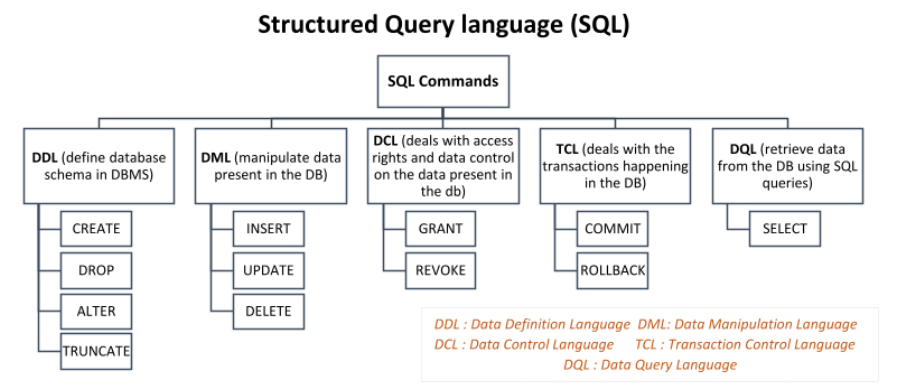 Structured Query language (SQL)
SQL Commands
DDL (define database
schema in DBMS)
CREATE
DROP
ALTER
TRUNCATE
DML (manipulate data
present in the DB)
INSERT
UPDATE
DELETE
DCL (deals with access
rights and data control
on the data present in
the db)
GRANT
REVOKE
TCL (deals with the
transactions happening
in the DB)
COMMIT
ROLLBACK
DQL (retrieve data
from the DB using SQL
queries)
SELECT
DDL : Data Definition Language DML: Data Manipulation Language
DCL : Data Control Language TCL : Transaction Control Language
DQL : Data Query Language